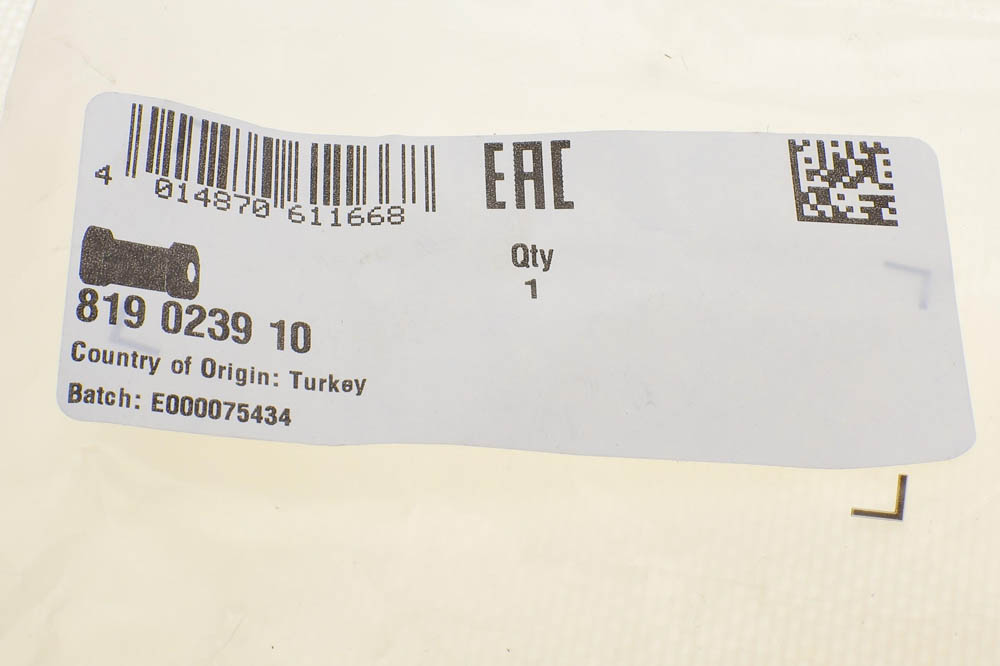 4 014870 611668
EAC
Qty
1
819 0239 10
Country of Origin: Turkey
Batch: E000075434